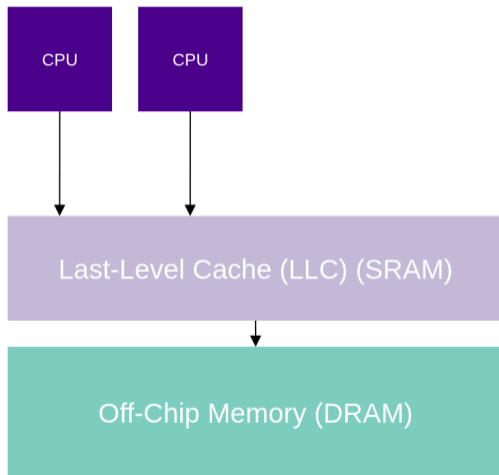 CPU
CPU
Last-Level Cache (LLC) (SRAM)
Off-Chip Memory (DRAM)